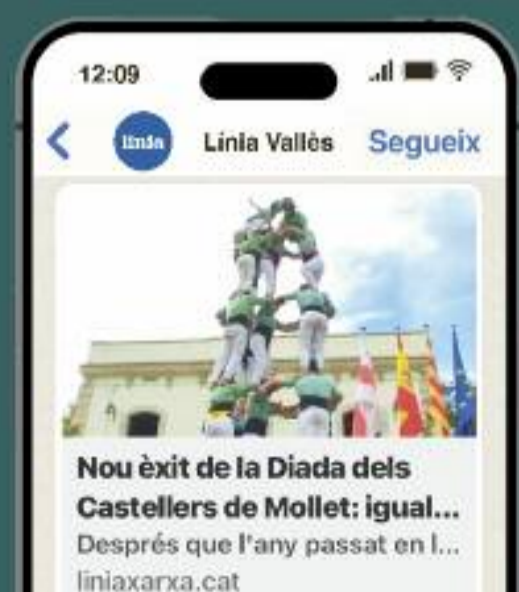 12:09
línia
Línia Vallès
Segueix
Nou èxit de la Diada dels
Castellers de Mollet: igual...
Després que l'any passat en l...
liniaxarxa.cat